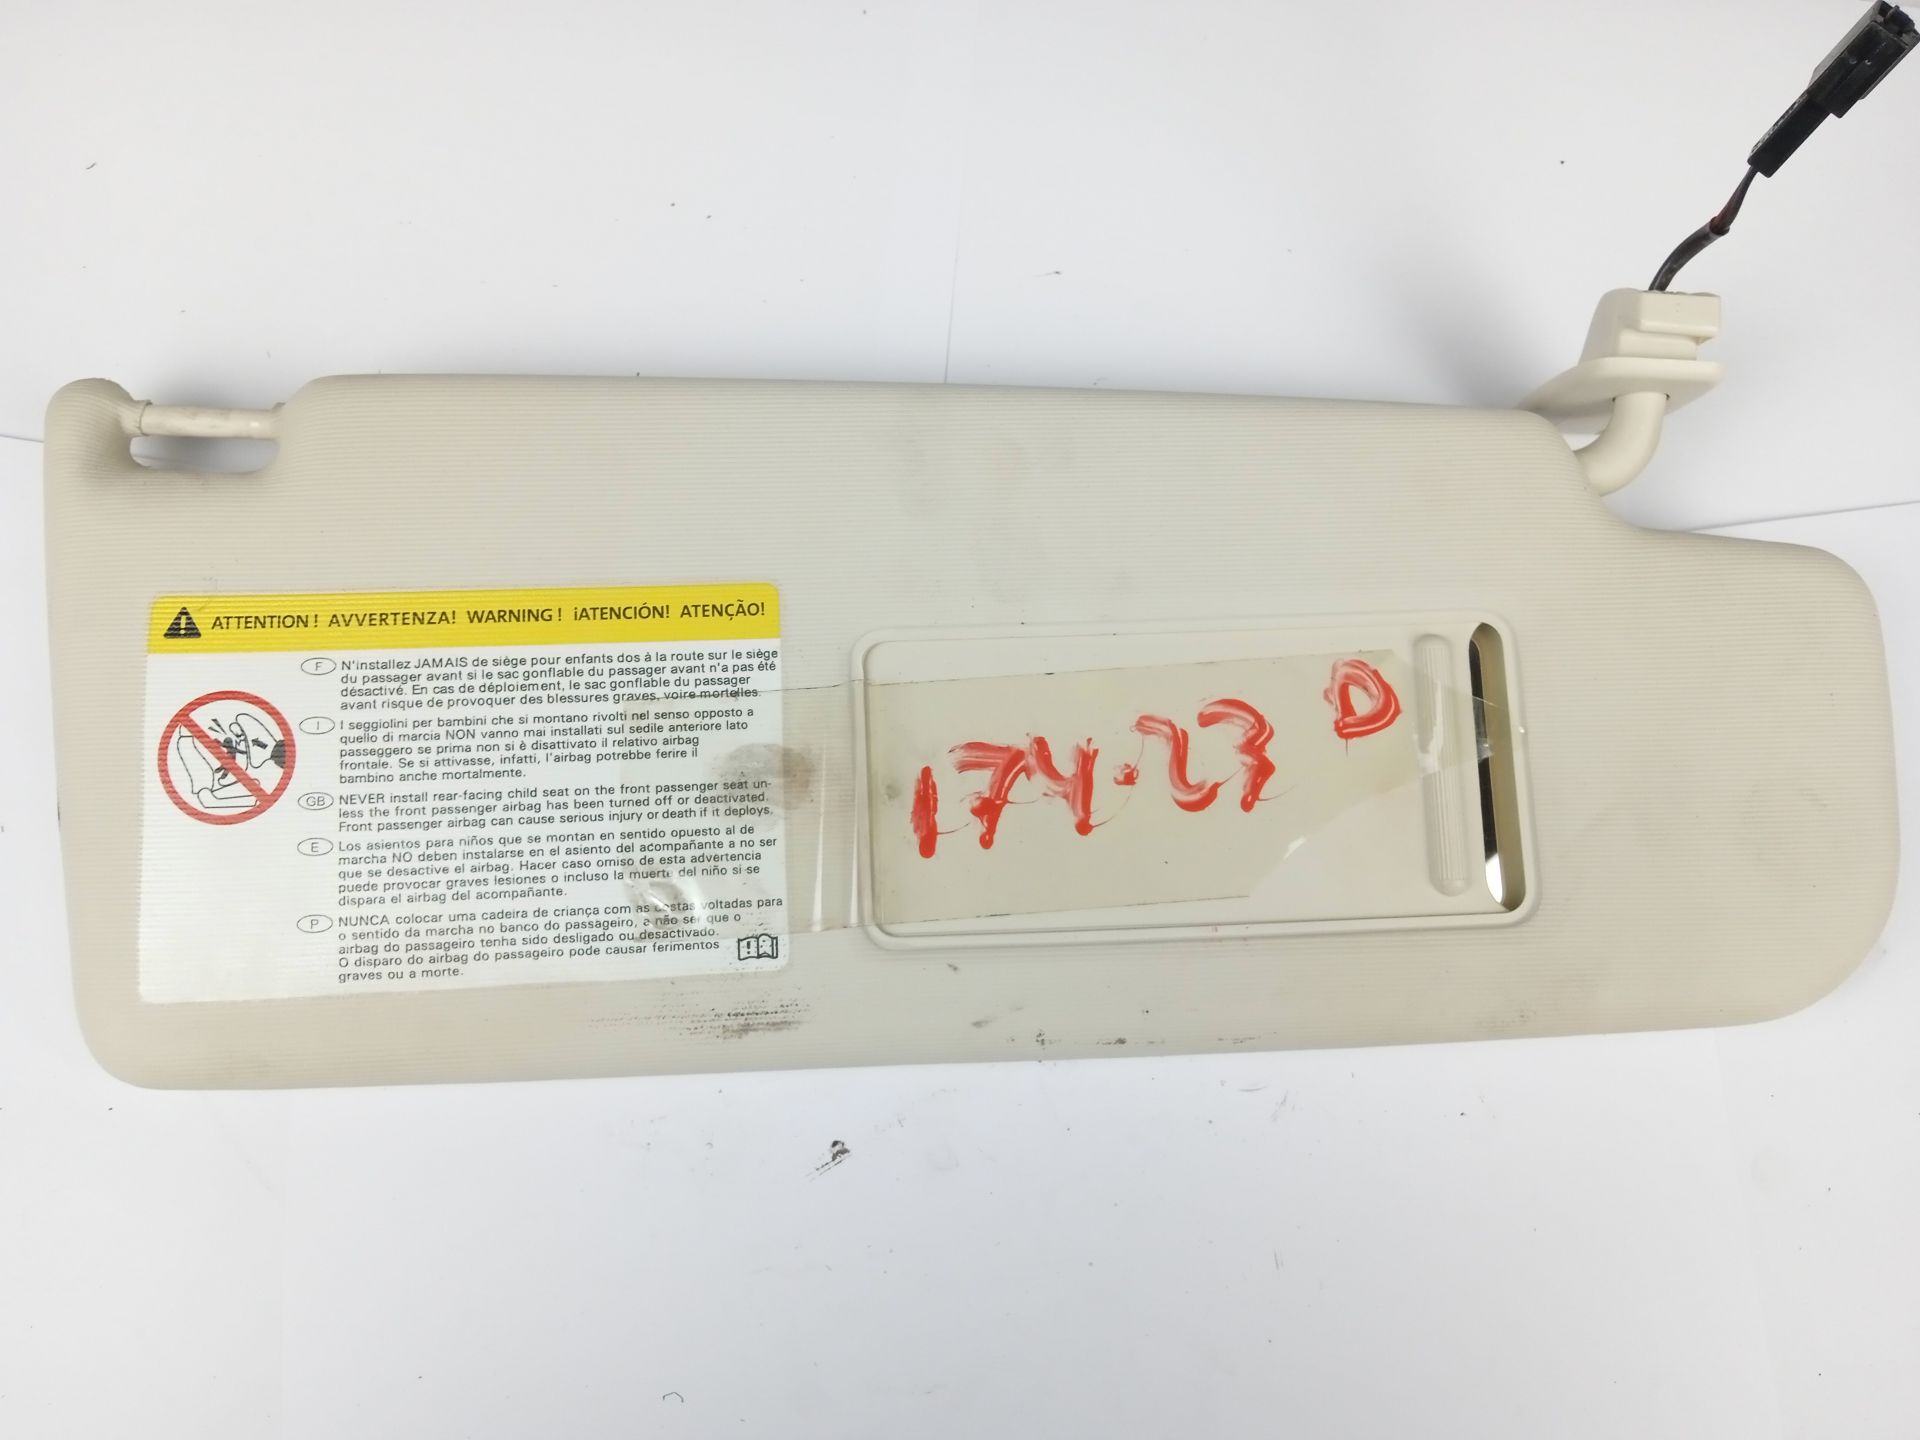 ATTENTION! AVVERTENZA! WARNING! ¡ATENCIÓN! ATENÇÃO!
F N'installez JAMAIS de siège pour enfants dos à la route sur le siège
du passager avant si le sac gonflable du passager avant n'a pas été
désactivé. En cas de déploiement, le sac gonflable du passager
avant risque de provoquer des blessures graves, voire mortelles.
I I seggiolini per bambini che si montano rivolti nel senso opposto a
quello di marcia NON vanno mai installati sul sedile anteriore lato
passeggero se prima non si è disattivato il relativo airbag
frontale. Se si attivasse, infatti, l'airbag potrebbe ferire il
bambino anche mortalmente.
GB NEVER install rear-facing child seat on the front passenger seat un-
less the front passenger airbag has been turned off or deactivated.
Front passenger airbag can cause serious injury or death if it deploys.
E Los asientos para niños que se montan en sentido opuesto al de
marcha NO deben instalarse en el asiento del acompañante a no ser
que se desactive el airbag. Hacer caso omiso de esta advertencia
puede provocar graves lesiones o incluso la muerte del niño si se
dispara el airbag del acompañante.
P NUNCA colocar uma cadeira de criança com as costas voltadas para
o sentido da marcha no banco do passageiro, a não ser que o
airbag do passageiro tenha sido desligado ou desactivado.
O disparo do airbag do passageiro pode causar ferimentos
graves ou a morte.
174.23 D